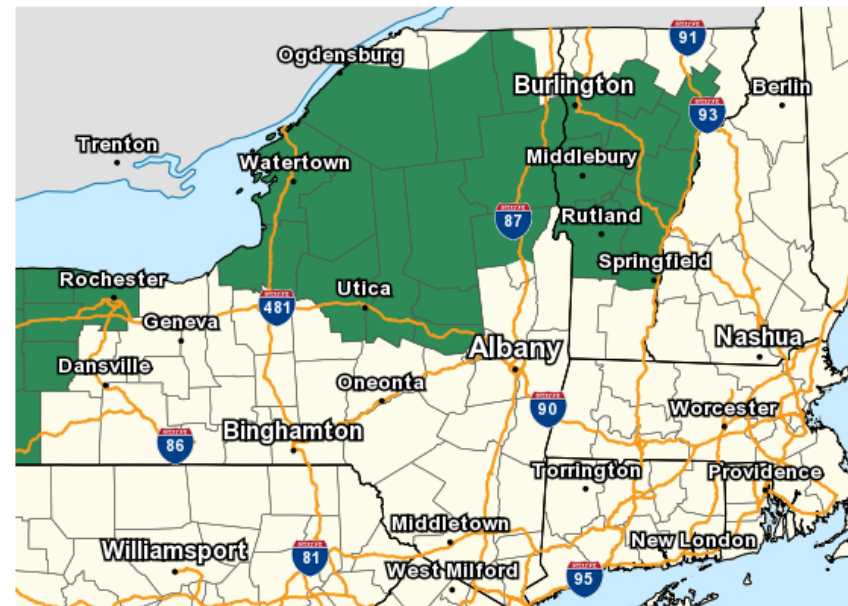 91
Ogdensburg
Burlington
Berlin
93
Trenton
Watertown
Middlebury
87
Rutland
Springfield
Rochester
481
Utica
Geneva
Nashua
Albany
Dansville
Oneonta
90
Worcester
Binghamton
86
Torrington
Providence
Middletown
New London
Williamsport
81
West Milford
95